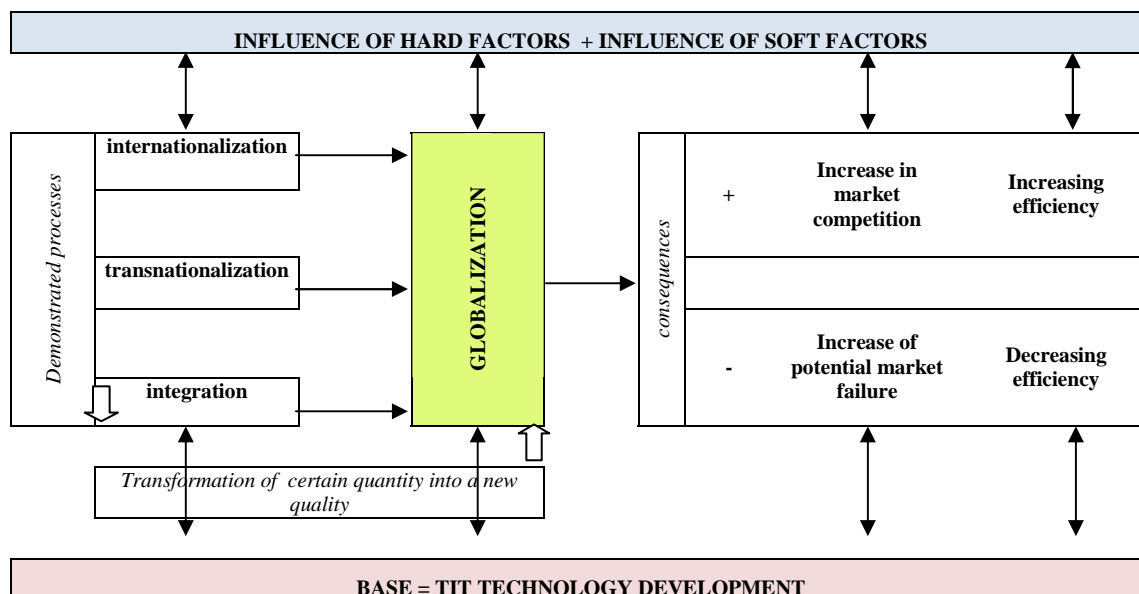 INFLUENCE OF HARD FACTORS + INFLUENCE OF SOFT FACTORS
Demonstrated processes
internationalization
transnationalization
integration
GLOBALIZATION
consequences
+
Increase in
market
competition
Increasing
efficiency
-
Increase of
potential market
failure
Decreasing
efficiency
Transformation of certain quantity into a new
quality
BASE = TIT TECHNOLOGY DEVELOPMENT